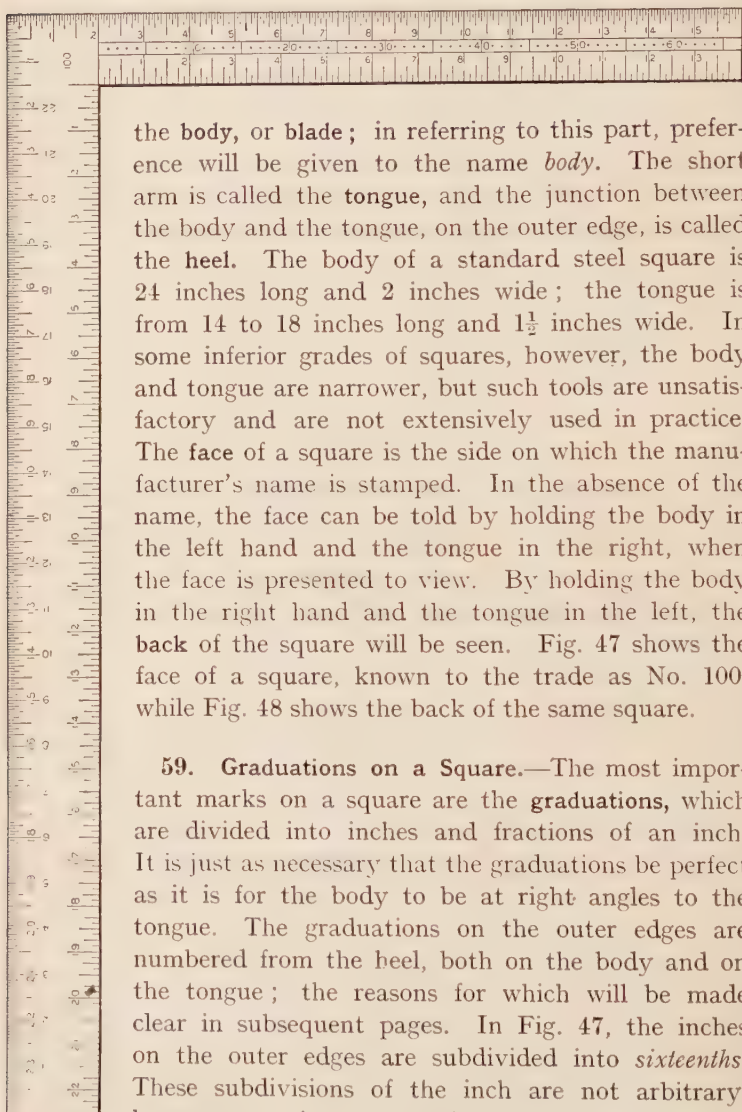 the body, or blade; in referring to this part, prefer-
ence will be given to the name body. The short
arm is called the tongue, and the junction between
the body and the tongue, on the outer edge, is called
the heel. The body of a standard steel square is
24 inches long and 2 inches wide; the tongue is
from 14 to 18 inches long and 1½ inches wide. In
some inferior grades of squares, however, the body
and tongue are narrower, but such tools are unsatis-
factory and are not extensively used in practice
The face of a square is the side on which the manu-
facturer's name is stamped. In the absence of the
name, the face can be told by holding the body in
the left hand and the tongue in the right, when
the face is presented to view. By holding the body
in the right hand and the tongue in the left, the
back of the square will be seen. Fig. 47 shows the
face of a square, known to the trade as No. 100
while Fig. 48 shows the back of the same square.
59. Graduations on a Square.—The most impor-
tant marks on a square are the graduations, which
are divided into inches and fractions of an inch
It is just as necessary that the graduations be perfect
as it is for the body to be at right angles to the
tongue. The graduations on the outer edges are
numbered from the heel, both on the body and on
the tongue; the reasons for which will be made
clear in subsequent pages. In Fig. 47, the inches
on the outer edges are subdivided into sixteenths
These subdivisions of the inch are not arbitrary